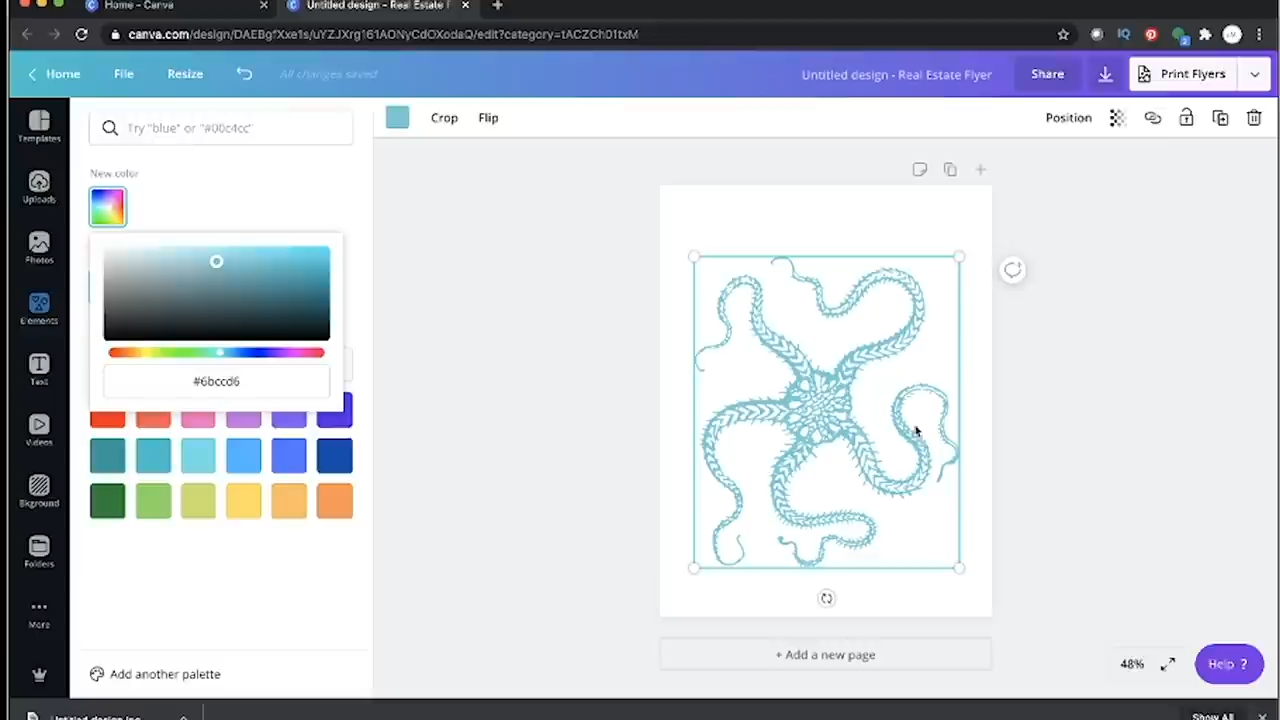 Home - Canva
Untitled design - Real Estate F
canva.com/design/DAEBgfXxe1s/uYZJXrg161AONyCdOXodaQ/edit?category=tACZCh01txM
Home
File
Resize
All changes saved
Untitled design - Real Estate Flyer
Share
Print Flyers
Templates
Uploads
Photos
Elements
Text
Videos
Bkground
Folders
More
Try "blue" or "#00c4cc"
New color
#6bccd6
Add another palette
Crop
Flip
Position
+ Add a new page
48%
Help ?
Show All